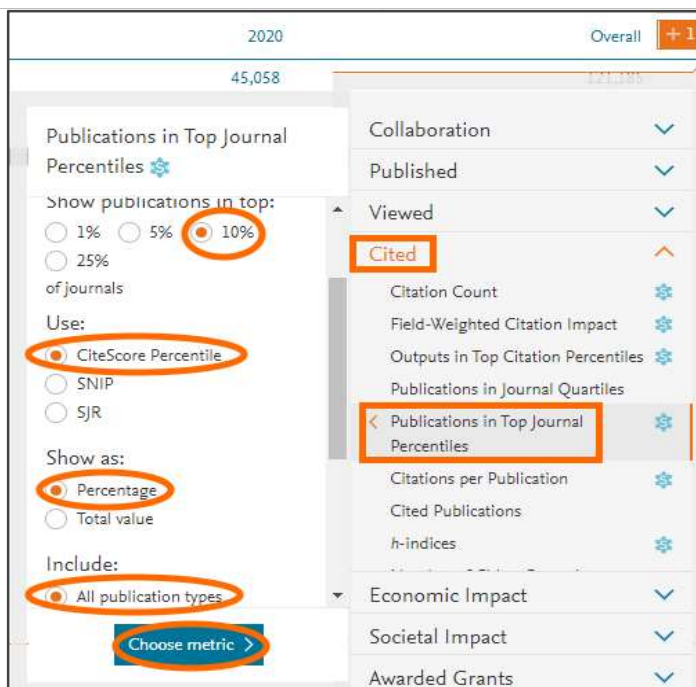 2020 Overall + 1
45,058 121,185
Publications in Top Journal
Percentiles
Show publications in top:
1% 5% 10%
25%
of journals
Use:
CiteScore Percentile
SNIP
SJR
Show as:
Percentage
Total value
Include:
All publication types
Choose metric >
Collaboration
Published
Viewed
Cited
Citation Count
Field-Weighted Citation Impact
Outputs in Top Citation Percentiles
Publications in Journal Quartiles
Publications in Top Journal
Percentiles
Citations per Publication
Cited Publications
h-indices
Economic Impact
Societal Impact
Awarded Grants